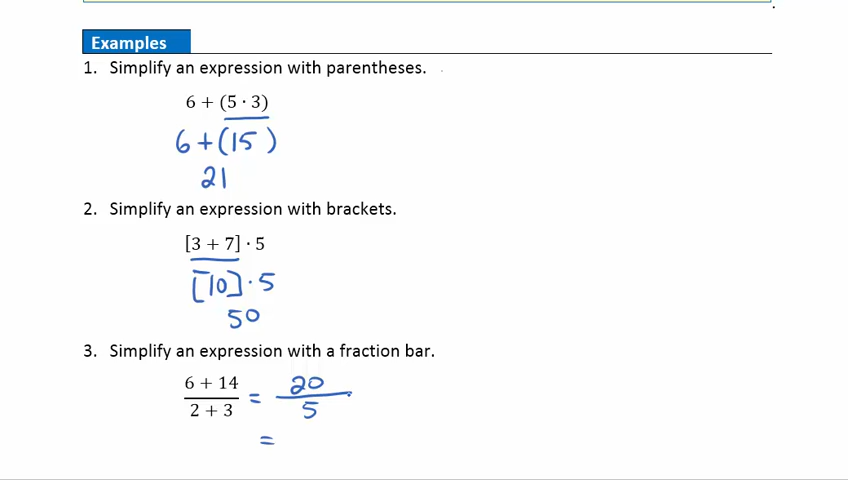 Examples
1. Simplify an expression with parentheses.
6 + (5 · 3)
6 + (15 )
21
2. Simplify an expression with brackets.
[3 + 7] · 5
[10] · 5
50
3. Simplify an expression with a fraction bar.
6 + 14 = 20
2 + 3 5
=